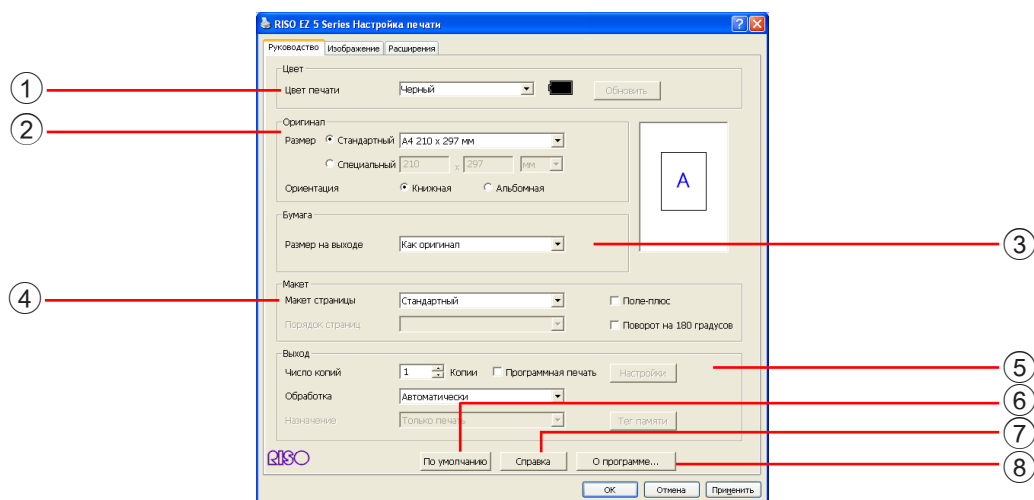 RISO EZ 5 Series Настройка печати
Руководство Изображение Расширения
Цвет
① Цвет печати Черный Обновить
② Оригинал
Размер Стандартный A4 210 x 297 мм
Специальный 210 x 297 мм
Ориентация Книжная Альбомная
A
Бумага
Размер на выходе Как оригинал ③
Макет
④ Макет страницы Стандартный Поле-плюс
Порядок страниц Поворот на 180 градусов
Выход
Число копий 1 Копии Программная печать Настройки ⑤
Обработка Автоматически ⑥
Назначение Только печать Тег памяти ⑦
RISO По умолчанию Справка О программе... ⑧
OK Отмена Применить